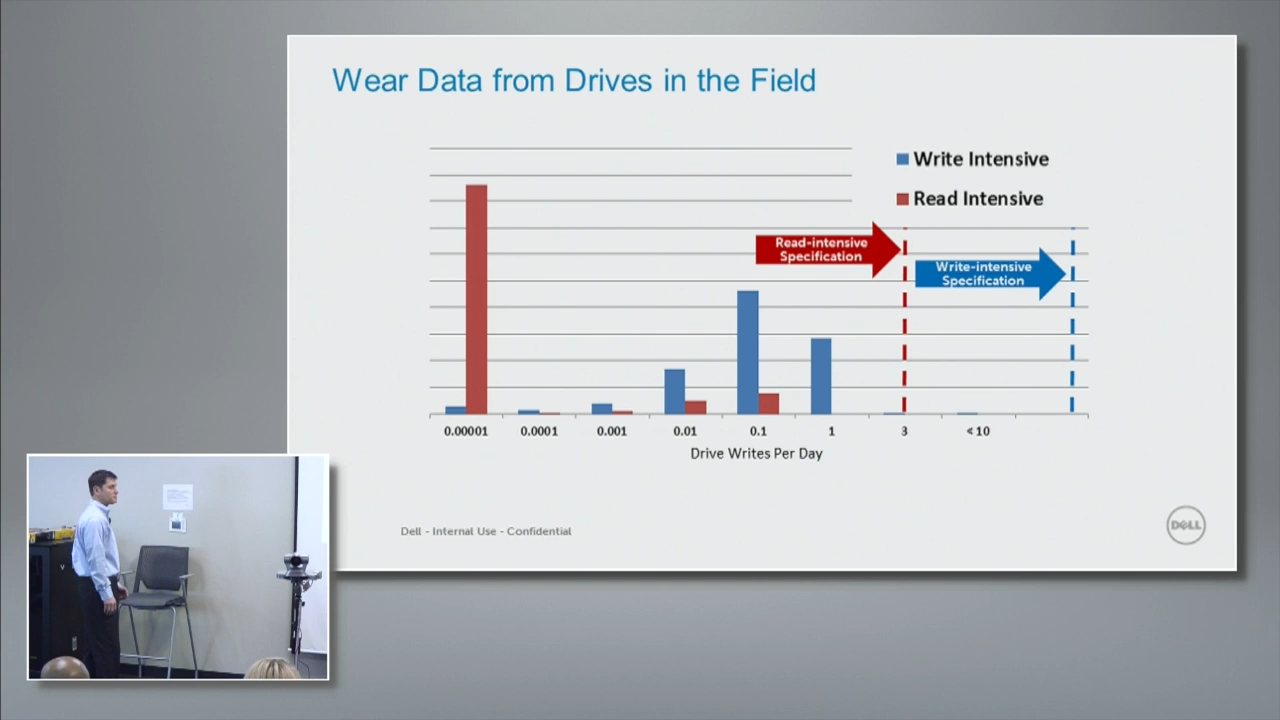 Wear Data from Drives in the Field
Write Intensive
Read Intensive
Read-intensive
Specification
Write-intensive
Specification
0.00001 0.0001 0.001 0.01 0.1 1 3 < 10
Drive Writes Per Day
Dell - Internal Use - Confidential
DELL